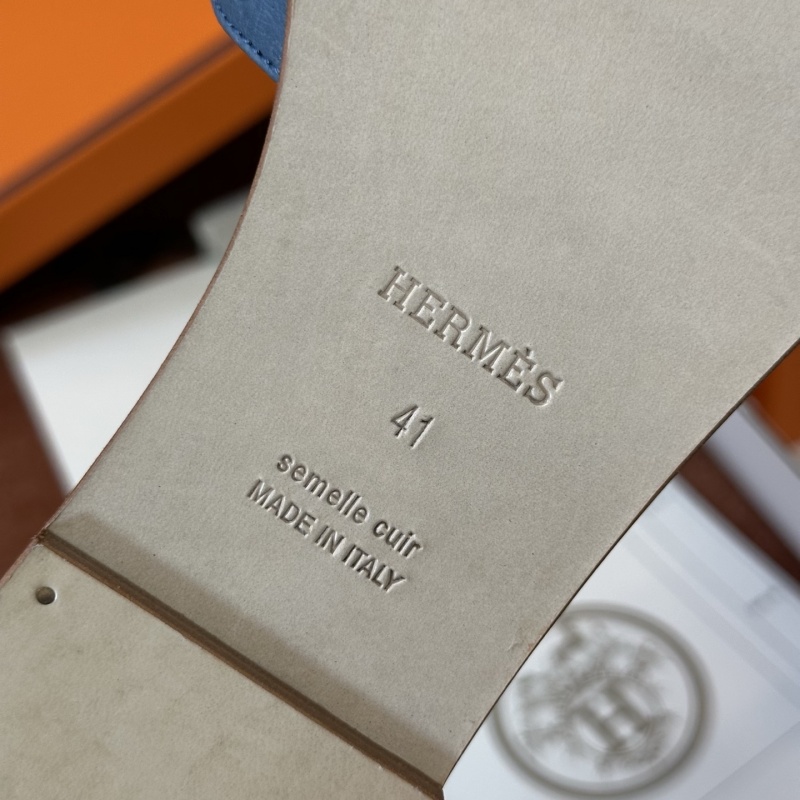 HERMÈS
41
semelle cuir
MADE IN ITALY
H